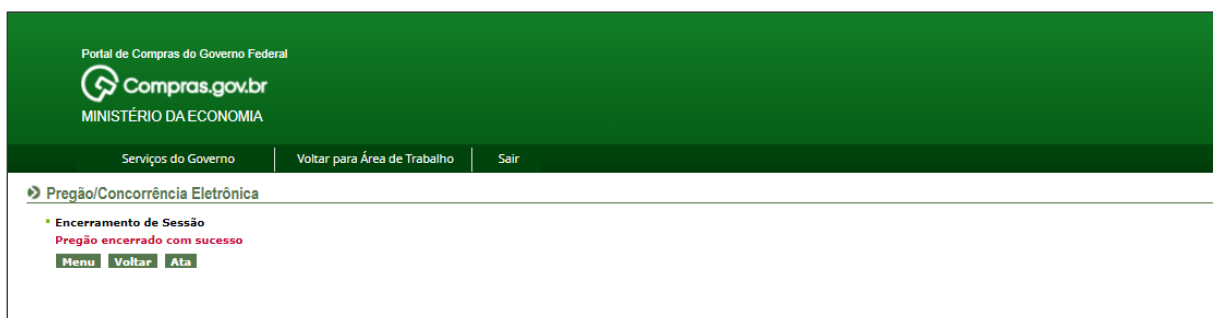 Portal de Compras do Governo Federal
Compras.gov.br
MINISTÉRIO DA ECONOMIA
Serviços do Governo Voltar para Área de Trabalho Sair
Pregão/Concorrência Eletrônica
Encerramento de Sessão
Pregão encerrado com sucesso
Menu Voltar Ata